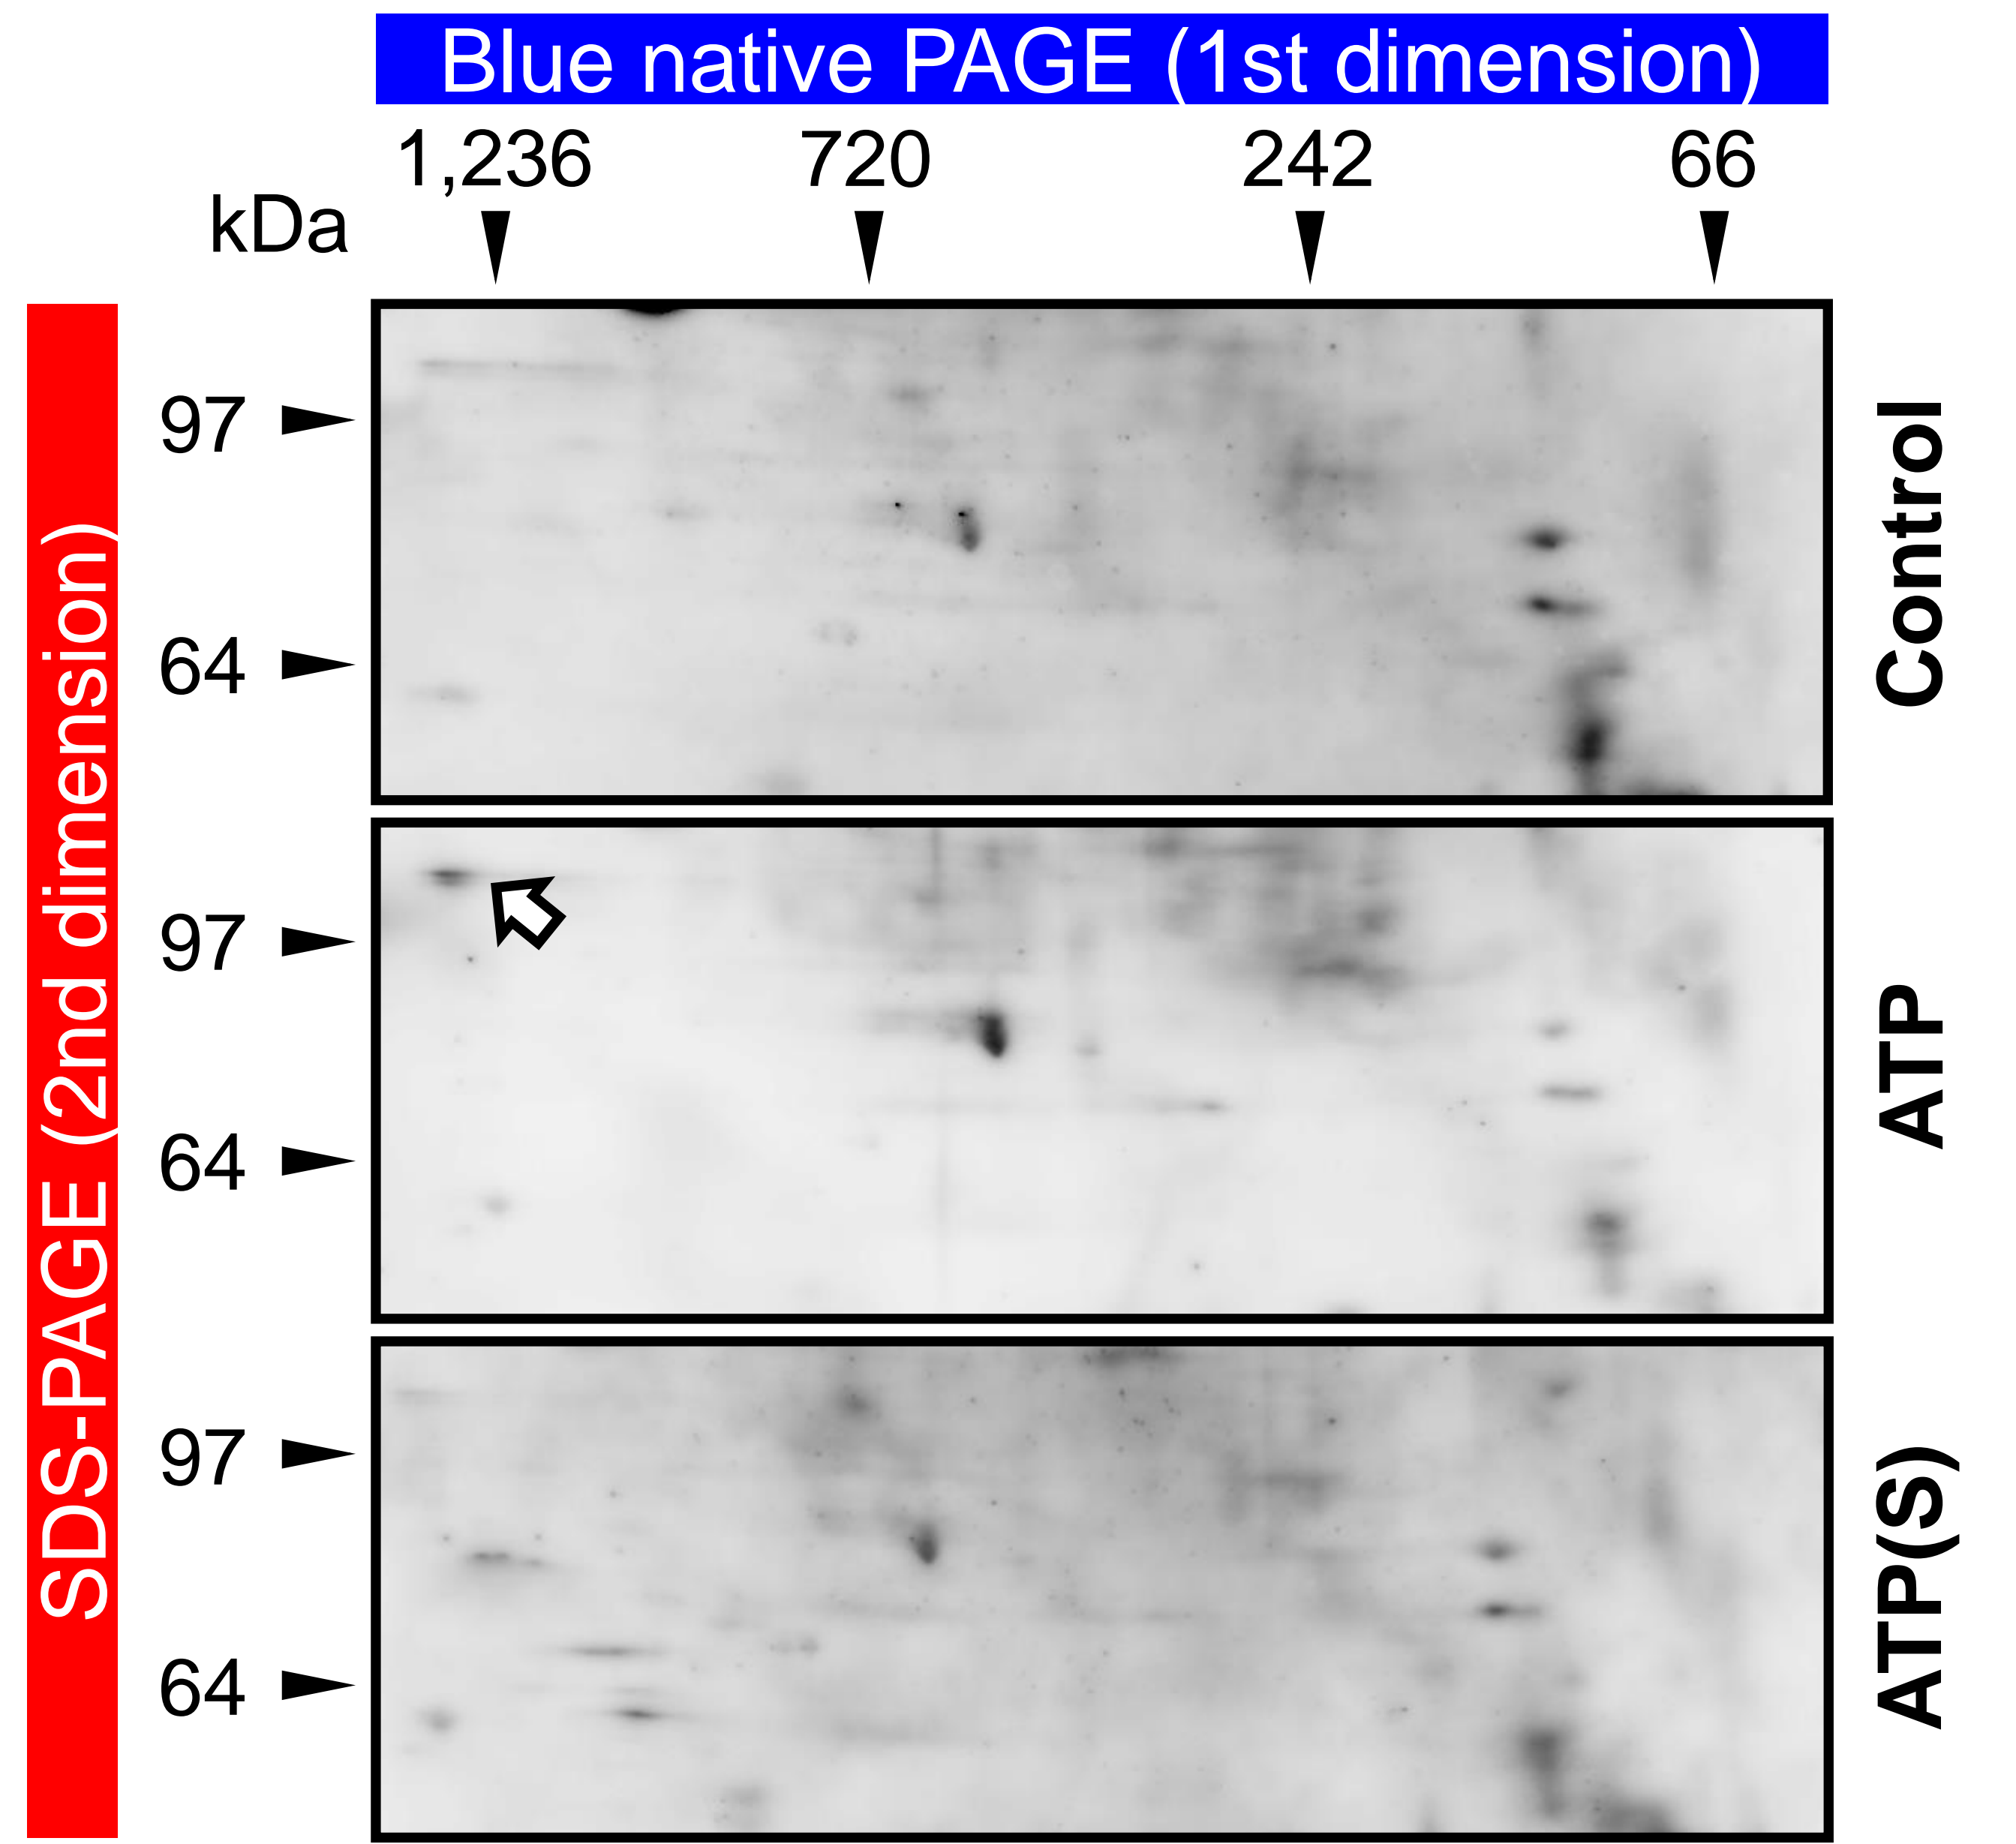 Blue native PAGE (1st dimension)
1,236 720 242 66
kDa
SDS-PAGE (2nd dimension)
97
64
Control
97
64
ATP
97
64
ATP(S)